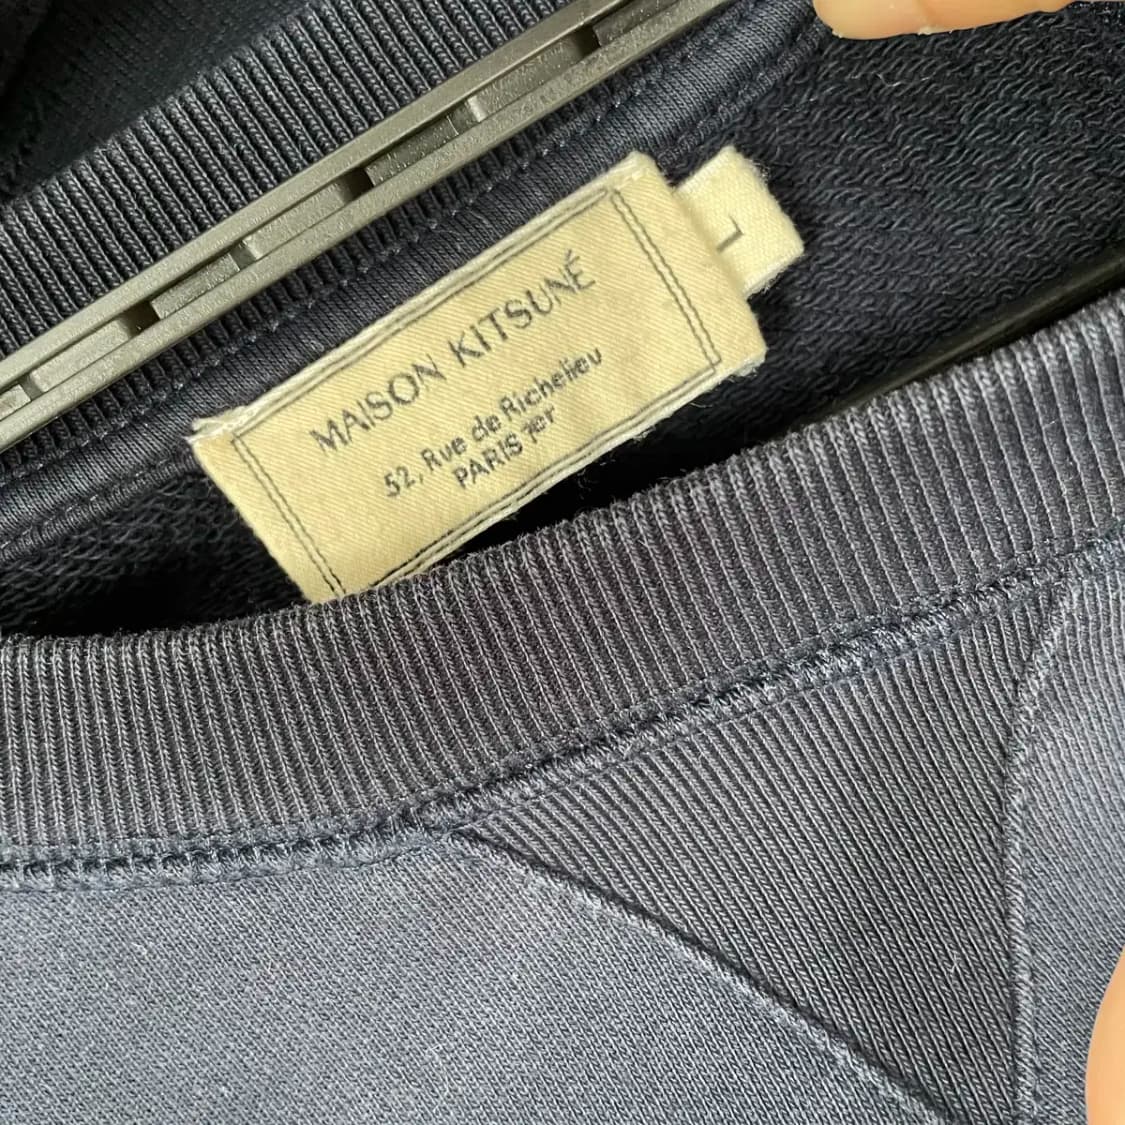 MAISON KITSUNÉ
52, Rue de Richelieu
PARIS 1er
L